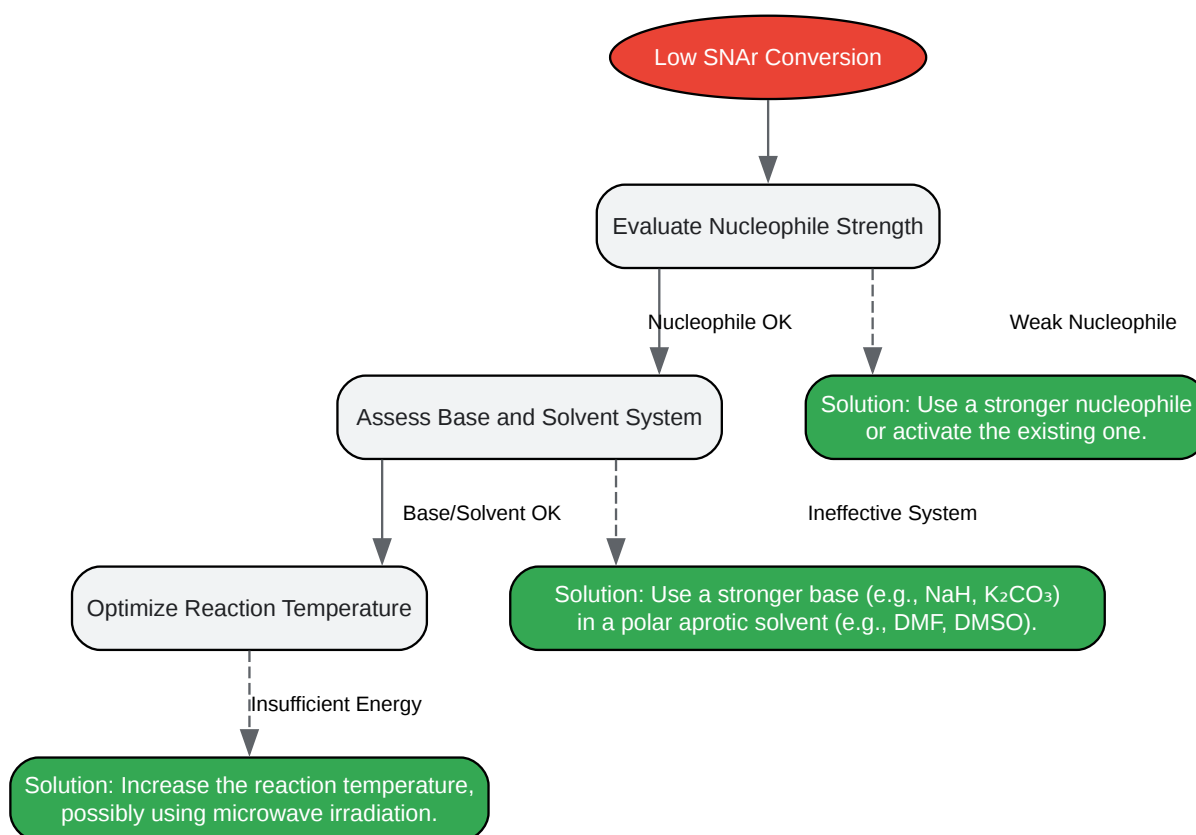 Low SNAr Conversion
Evaluate Nucleophile Strength
Nucleophile OK
Weak Nucleophile
Assess Base and Solvent System
Solution: Use a stronger nucleophile
or activate the existing one.
Base/Solvent OK
Ineffective System
Optimize Reaction Temperature
Solution: Use a stronger base (e.g., NaH, K₂CO₃)
in a polar aprotic solvent (e.g., DMF, DMSO).
Insufficient Energy
Solution: Increase the reaction temperature,
possibly using microwave irradiation.